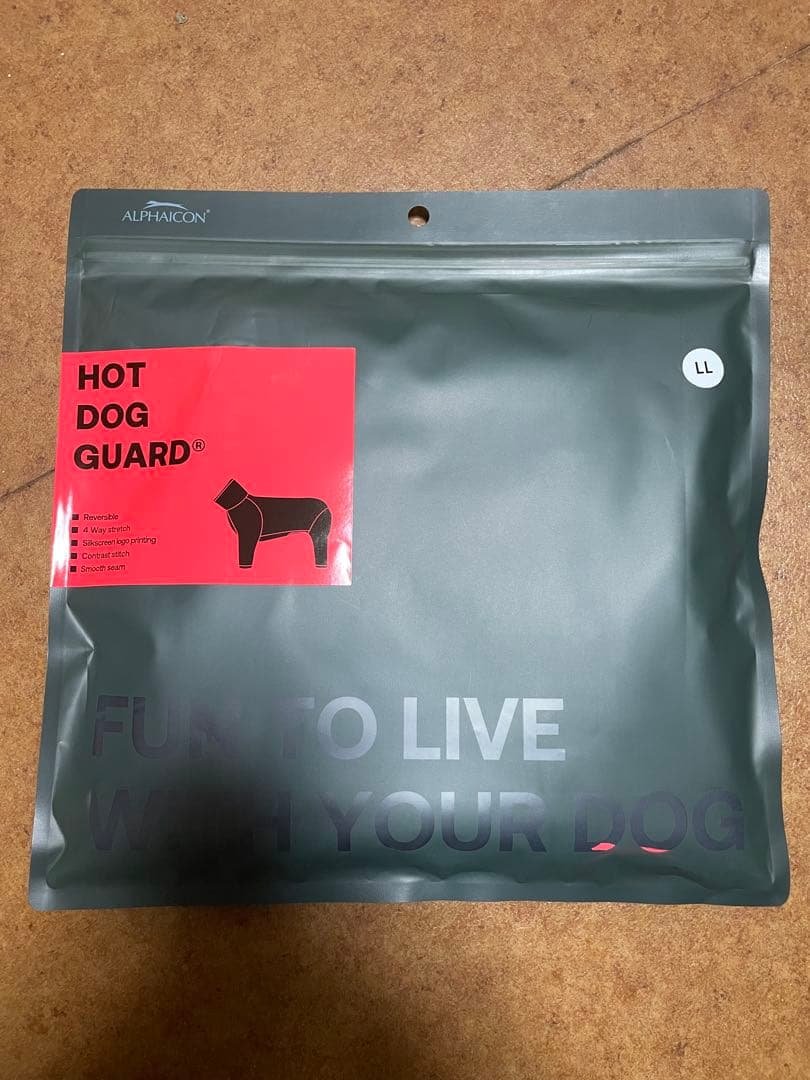 ALPHAICON®
LL
HOT
DOG
GUARD®
Reversible
4 Way stretch
Silkscreen logo printing
Contrast stitch
Smooth seam
FUN TO LIVE
WITH YOUR DOG